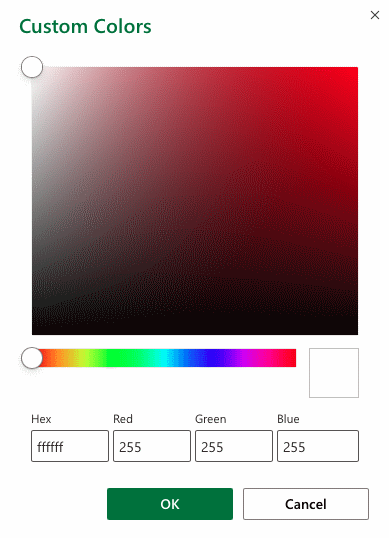 Custom Colors
Hex Red Green Blue
ffffff 255 255 255
OK Cancel